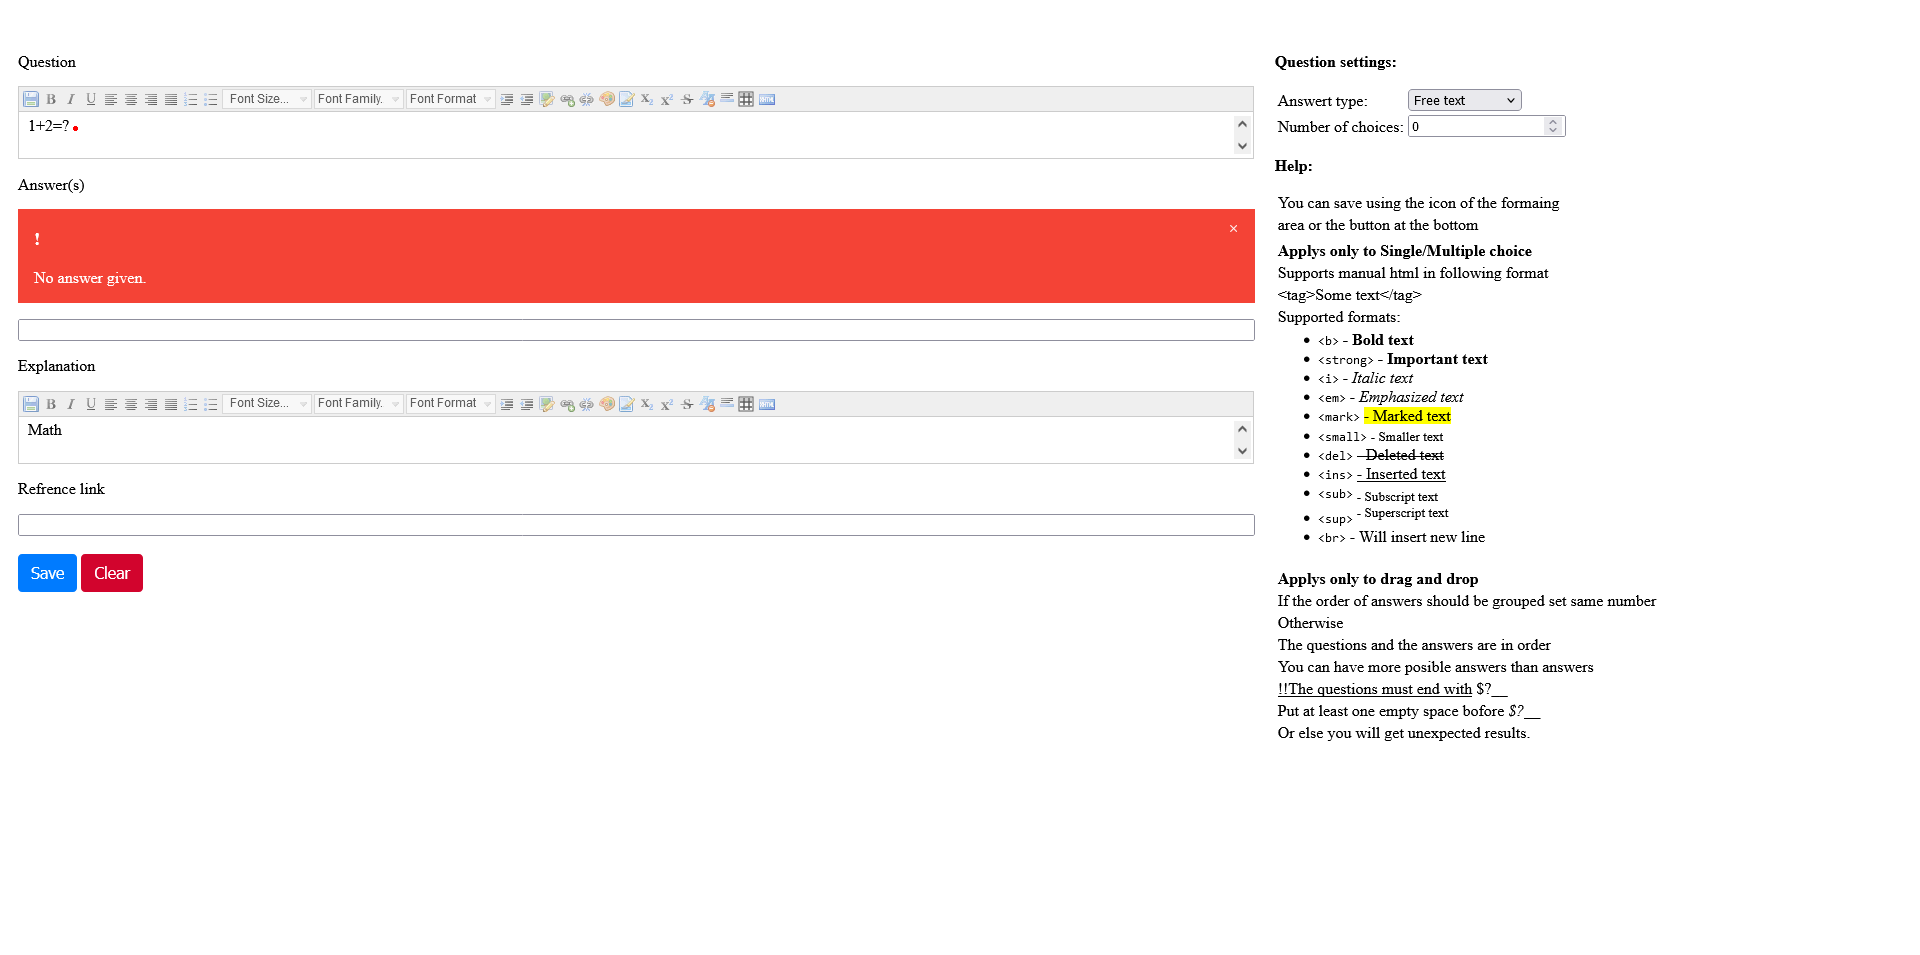 Question
Font Size... Font Family. Font Format
1+2=?
Answer(s)
!
×
No answer given.
Explanation
Font Size... Font Family. Font Format
Math
Refrence link
Save Clear
Question settings:
Answert type: Free text
Number of choices: 0
Help:
You can save using the icon of the formaing
area or the button at the bottom
Applys only to Single/Multiple choice
Supports manual html in following format
<tag>Some text</tag>
Supported formats:
<b> - Bold text
<strong> - Important text
<i> - Italic text
<em> - Emphasized text
<mark> - Marked text
<small> - Smaller text
<del> - Deleted text
<ins> - Inserted text
<sub> - Subscript text
<sup> - Superscript text
<br> - Will insert new line
Applys only to drag and drop
If the order of answers should be grouped set same number
Otherwise
The questions and the answers are in order
You can have more posible answers than answers
!!The questions must end with $?__
Put at least one empty space bofore $?__
Or else you will get unexpected results.